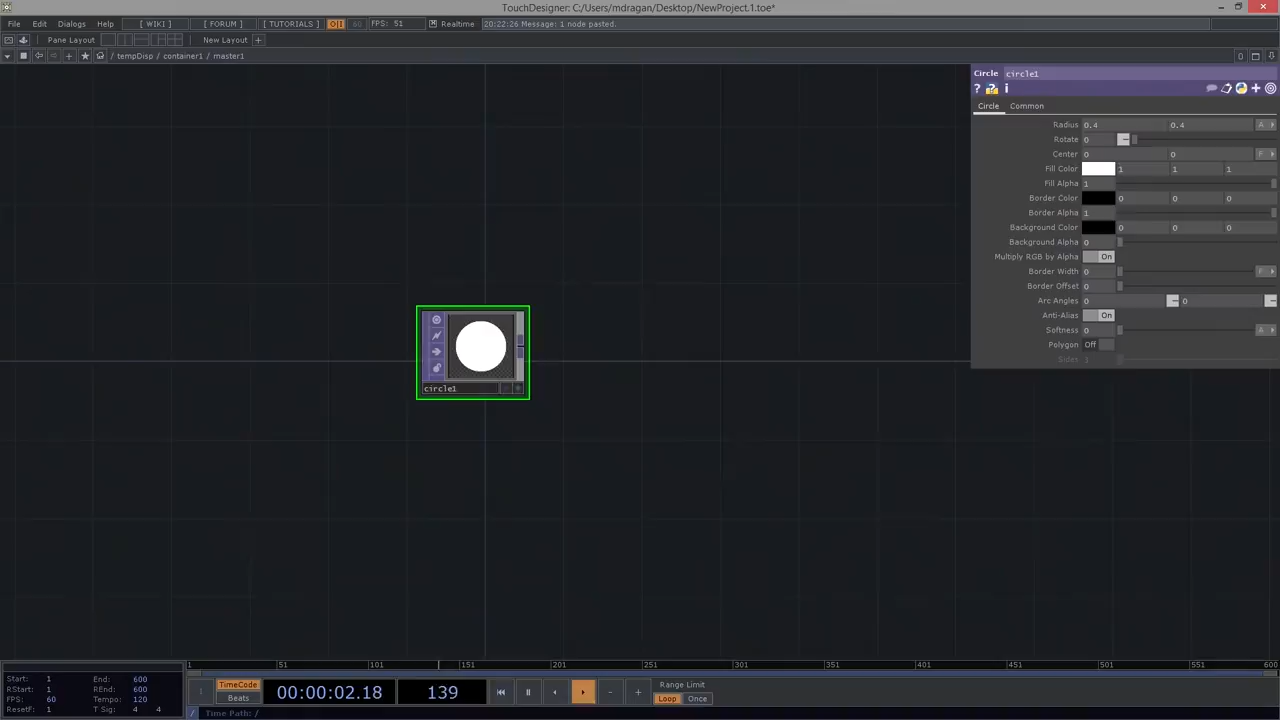 TouchDesigner: C:/Users/mdragan/Desktop/NewProject.1.toe*
File Edit Dialogs Help [ WIKI ] [ FORUM ] [ TUTORIALS ] O|I 60 FPS: 51 Realtime 20:22:26 Message: 1 node pasted.
Pane Layout New Layout +
/ tempDisp / container1 / master1 0
Circle circle1
? ? i
Circle Common
Radius 0.4 0.4 A
Rotate 0
Center 0 0 F
Fill Color 1 1 1
Fill Alpha 1
Border Color 0 0 0
Border Alpha 1
Background Color 0 0 0
Background Alpha 0
Multiply RGB by Alpha On
Border Width 0 F
Border Offset 0
Arc Angles 0 0
Anti-Alias On
Softness 0 A
Polygon Off
Sides 1
circle1
1 51 101 151 201 251 301 351 401 451 501 551 600
Start: 1 End: 600
RStart: 1 REnd: 600
FPS: 60 Tempo: 120
ResetF: 1 T Sig: 4 4
TimeCode
Beats
00:00:02.18 139
- +
Range Limit
Loop Once
/ Time Path: /